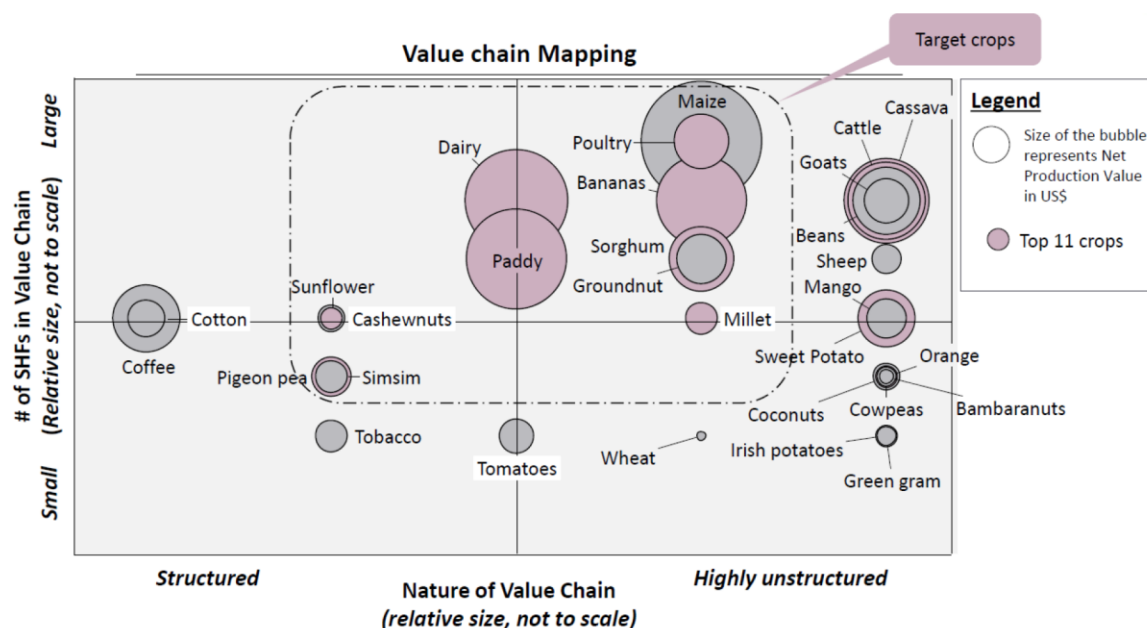 Value chain Mapping
Target crops
Large
Small
# of SHFs in Value Chain
(Relative size, not to scale)
Maize
Poultry
Dairy
Bananas
Paddy
Sorghum
Groundnut
Sunflower
Cashewnuts
Cotton
Coffee
Pigeon pea
Simsim
Millet
Tobacco
Tomatoes
Wheat
Cassava
Cattle
Goats
Beans
Sheep
Mango
Sweet Potato
Orange
Coconuts
Cowpeas
Bambaranuts
Irish potatoes
Green gram
Legend
Size of the bubble
represents Net
Production Value
in US$
Top 11 crops
Structured
Highly unstructured
Nature of Value Chain
(relative size, not to scale)